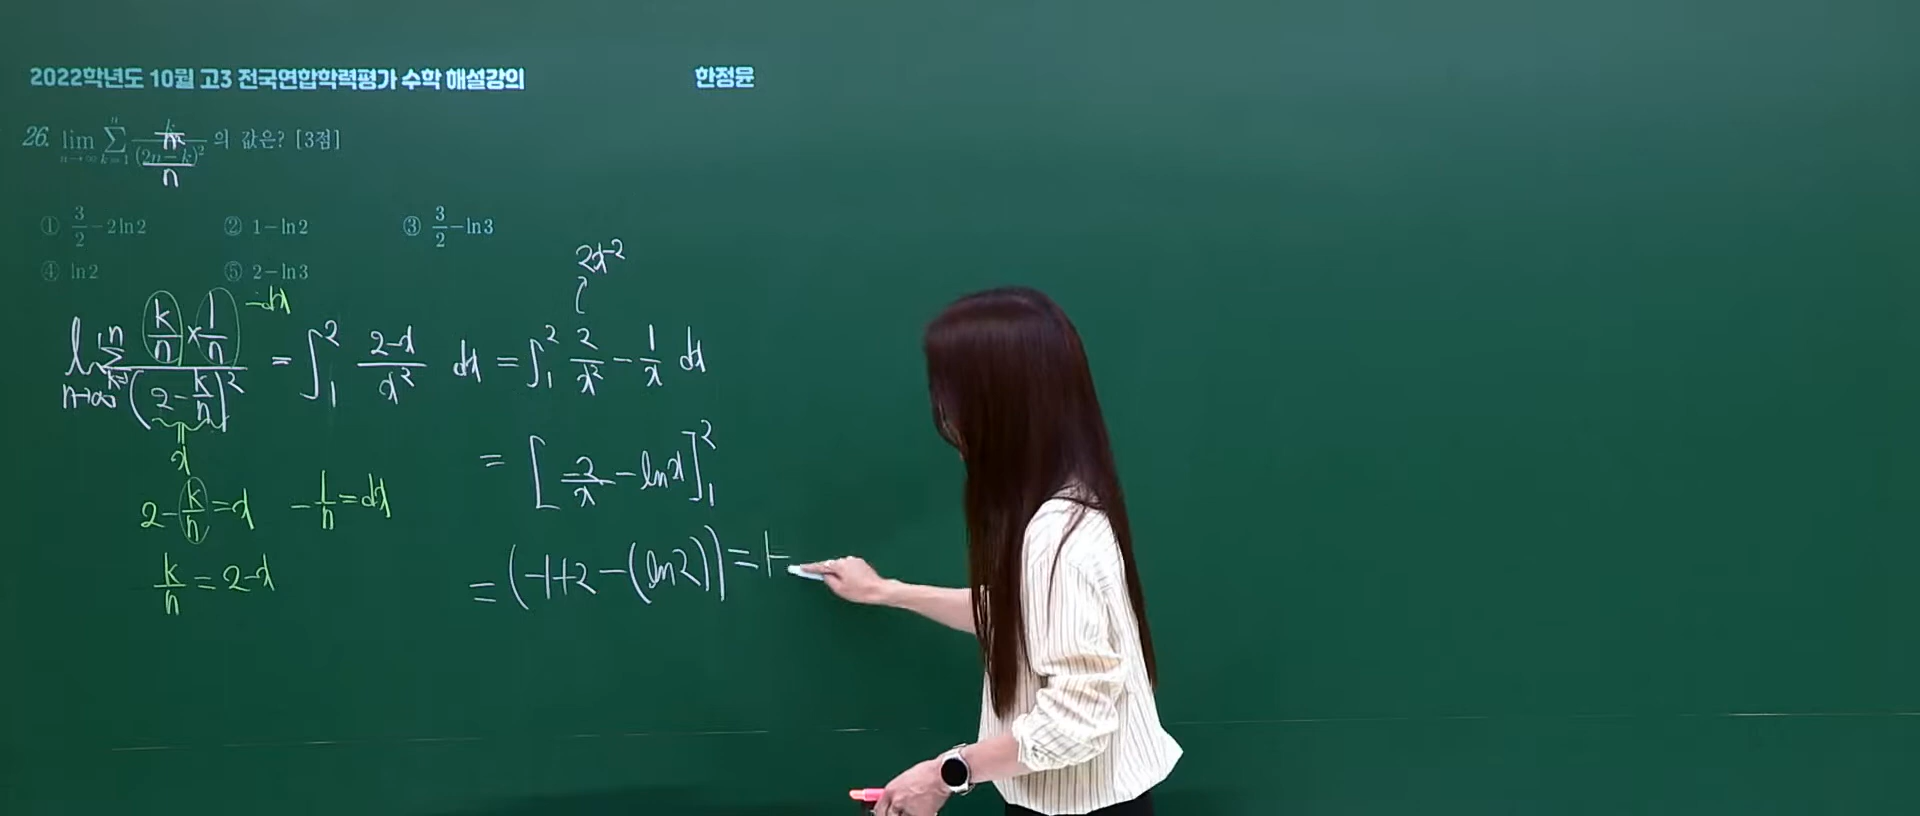 2022학년도 10월 고3 전국연합학력평가 수학 해설강의
한정윤
26. lim n→∞ ∑ k=1 n k/(2n−k)² 의 값은? [3점]
n
n
① 3/2 − 2ln2 ② 1−ln2 ③ 3/2 − ln3
④ ln2 ⑤ 2−ln3
2x⁻²
−dx
lim n→∞ ∑ k=1 n (k/n × 1/n)/(2 − k/n)² = ∫₁² (2−x)/x² dx = ∫₁² 2/x² − 1/x dx
x
= [−2/x − ln x]₁²
2 − k/n = x −1/n = dx
k/n = 2−x
= (−1+2 − (ln2)) = 1−